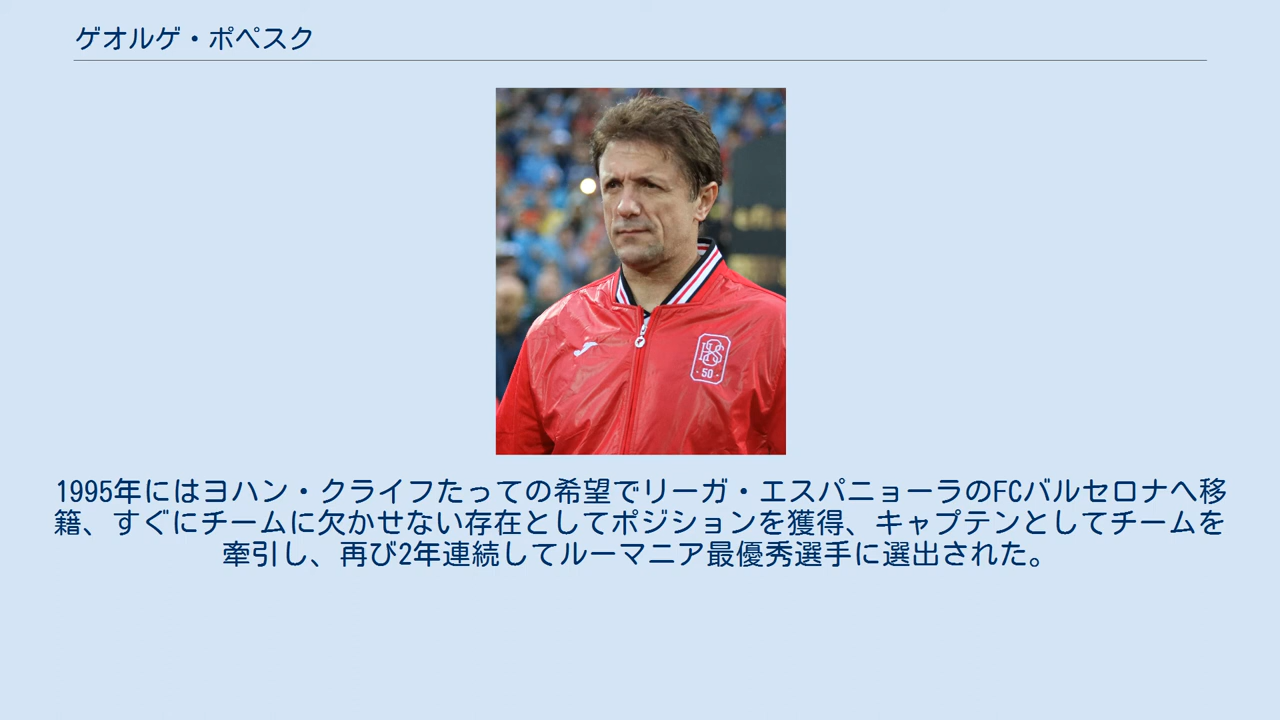 ゲオルゲ・ポペスク
50
1995年にはヨハン・クライフたっての希望でリーガ・エスパニョーラのFCバルセロナへ移
籍、すぐにチームに欠かせない存在としてポジションを獲得、キャプテンとしてチームを
牽引し、再び2年連続してルーマニア最優秀選手に選出された。